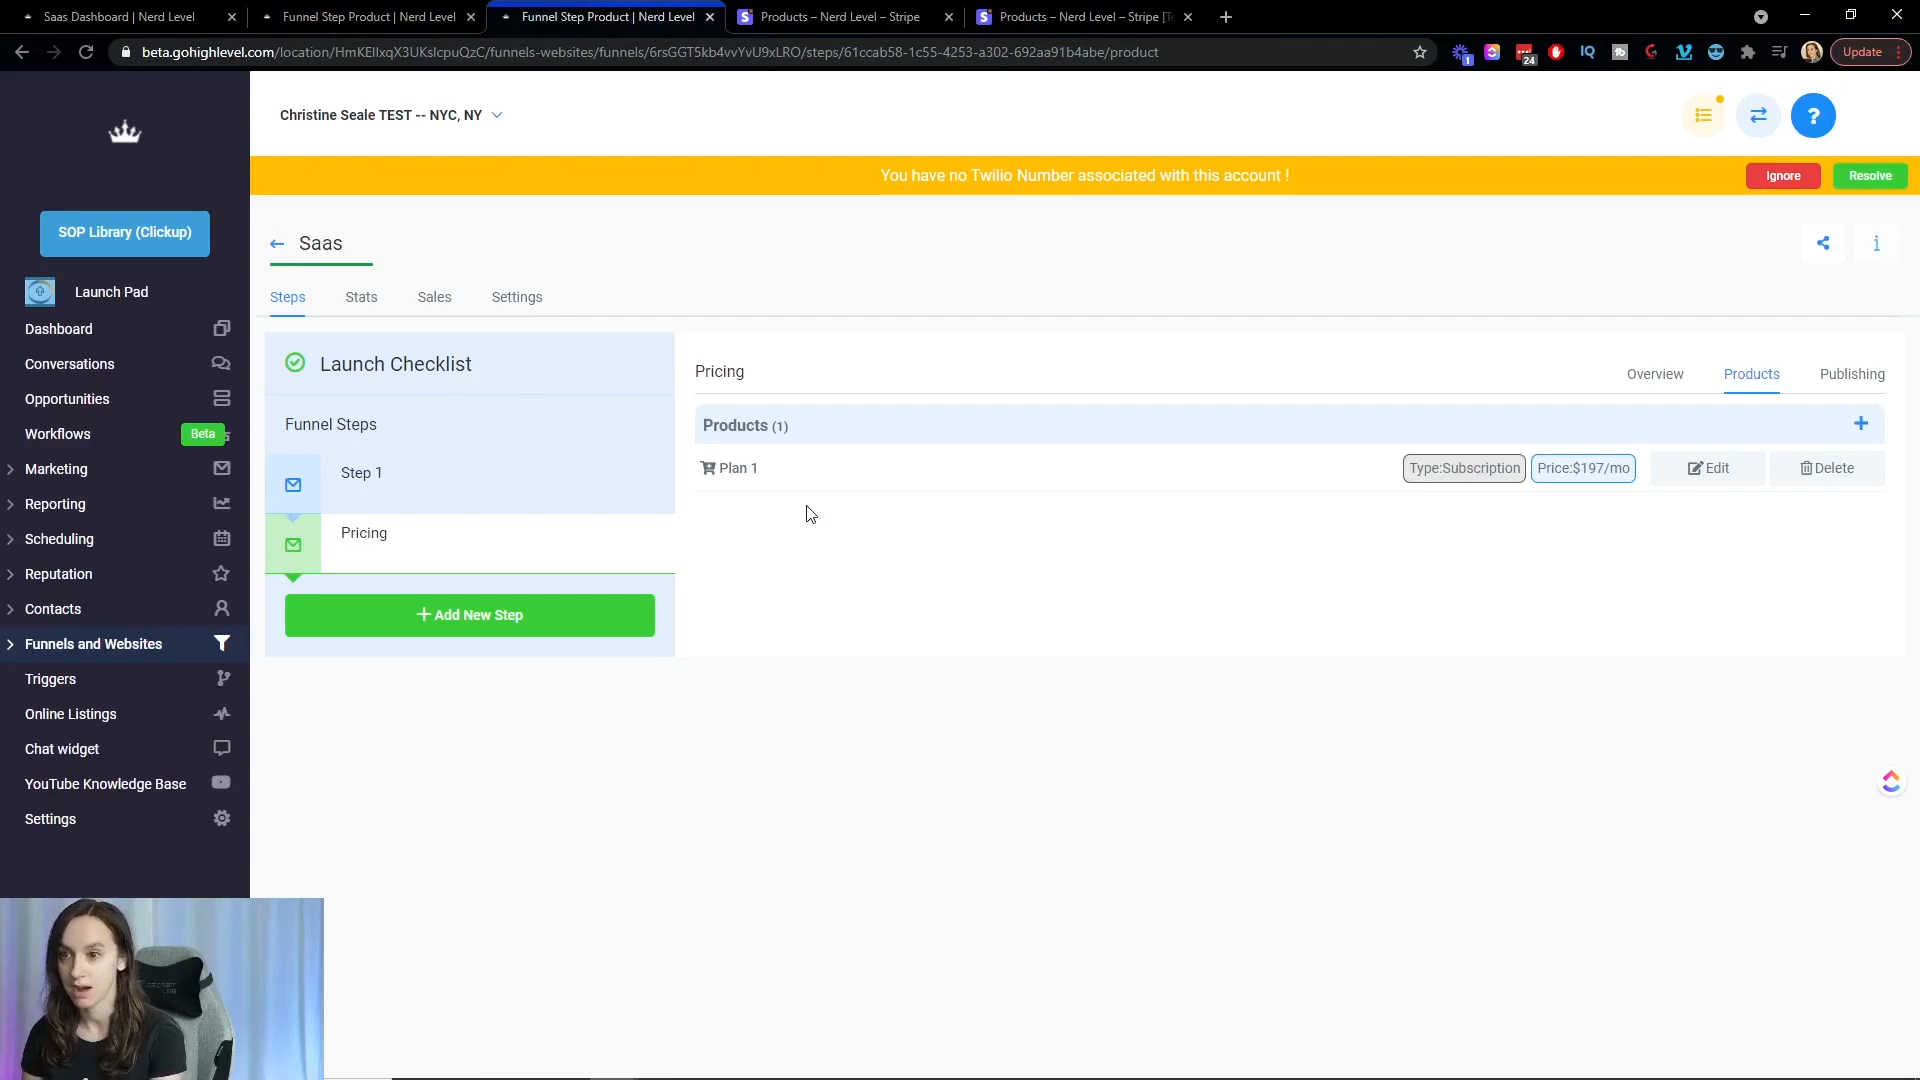 Saas Dashboard | Nerd Level
Funnel Step Product | Nerd Level
Funnel Step Product | Nerd Level
Products – Nerd Level – Stripe
Products – Nerd Level – Stripe [T
beta.gohighlevel.com/location/HmKEllxqX3UKslcpuQzC/funnels-websites/funnels/6rsGGT5kb4vvYvU9xLRO/steps/61ccab58-1c55-4253-a302-692aa91b4abe/product
1
24
IQ
Update
Christine Seale TEST -- NYC, NY
?
You have no Twilio Number associated with this account !
Ignore
Resolve
SOP Library (Clickup)
Launch Pad
Dashboard
Conversations
Opportunities
Workflows
Beta
Marketing
Reporting
Scheduling
Reputation
Contacts
Funnels and Websites
Triggers
Online Listings
Chat widget
YouTube Knowledge Base
Settings
Saas
Steps
Stats
Sales
Settings
Launch Checklist
Funnel Steps
Step 1
Pricing
Add New Step
Pricing
Overview
Products
Publishing
Products (1)
Plan 1
Type:Subscription
Price:$197/mo
Edit
Delete